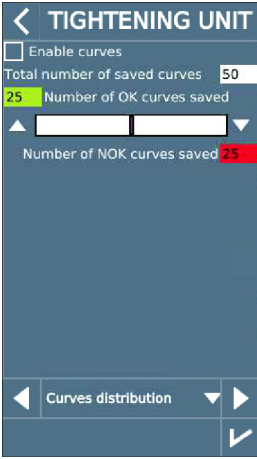 TIGHTENING UNIT
Enable curves
Total number of saved curves 50
25 Number of OK curves saved
Number of NOK curves saved 25
Curves distribution